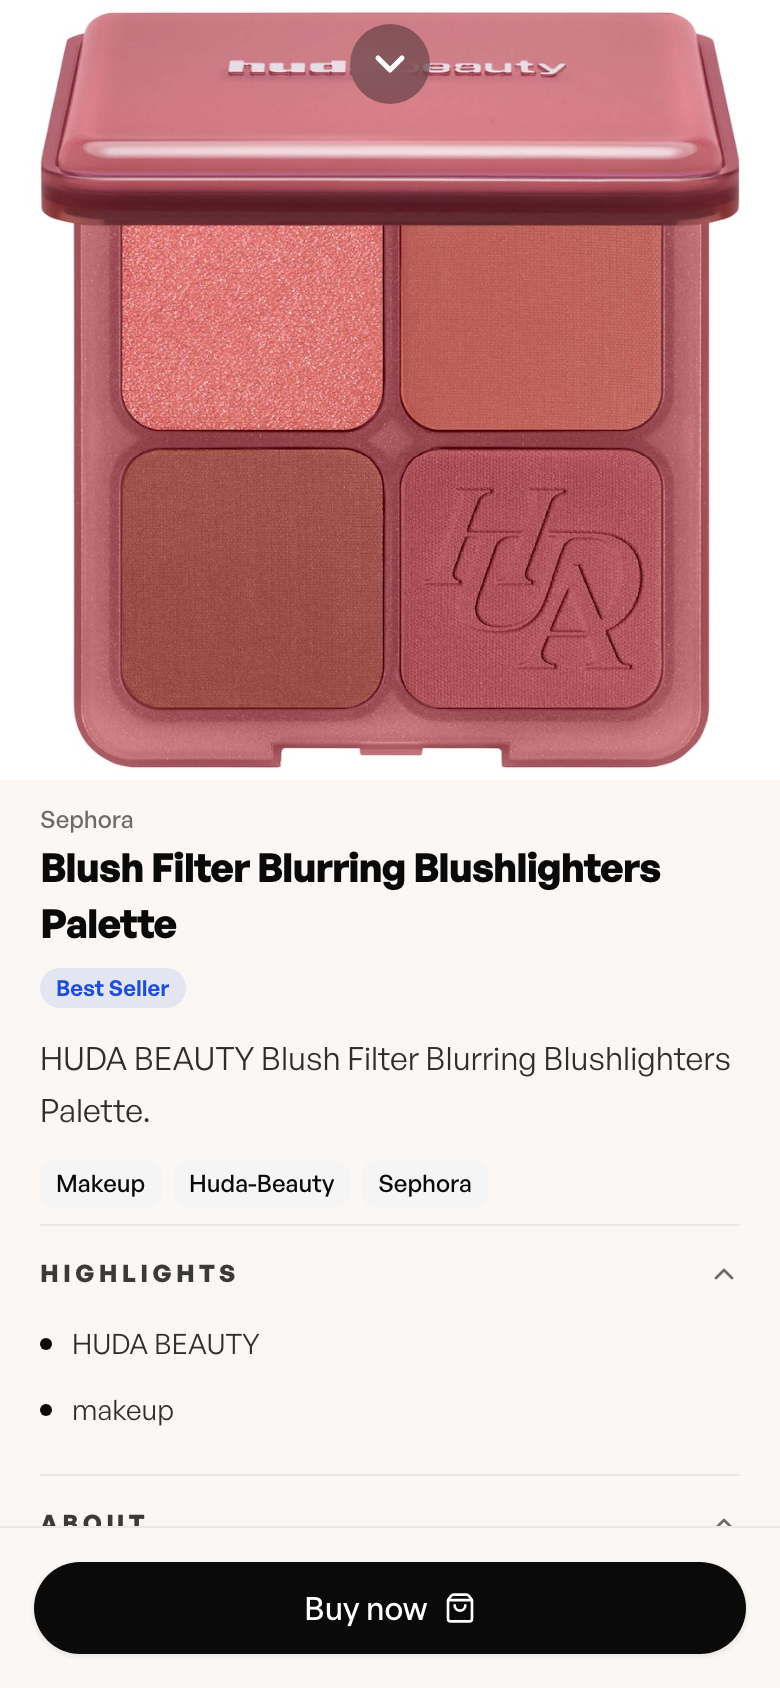 Sephora
Blush Filter Blurring Blushlighters
Palette
Best Seller
HUDA BEAUTY Blush Filter Blurring Blushlighters
Palette.
Makeup Huda-Beauty Sephora
HIGHLIGHTS
HUDA BEAUTY
makeup
ABOUT
Buy now